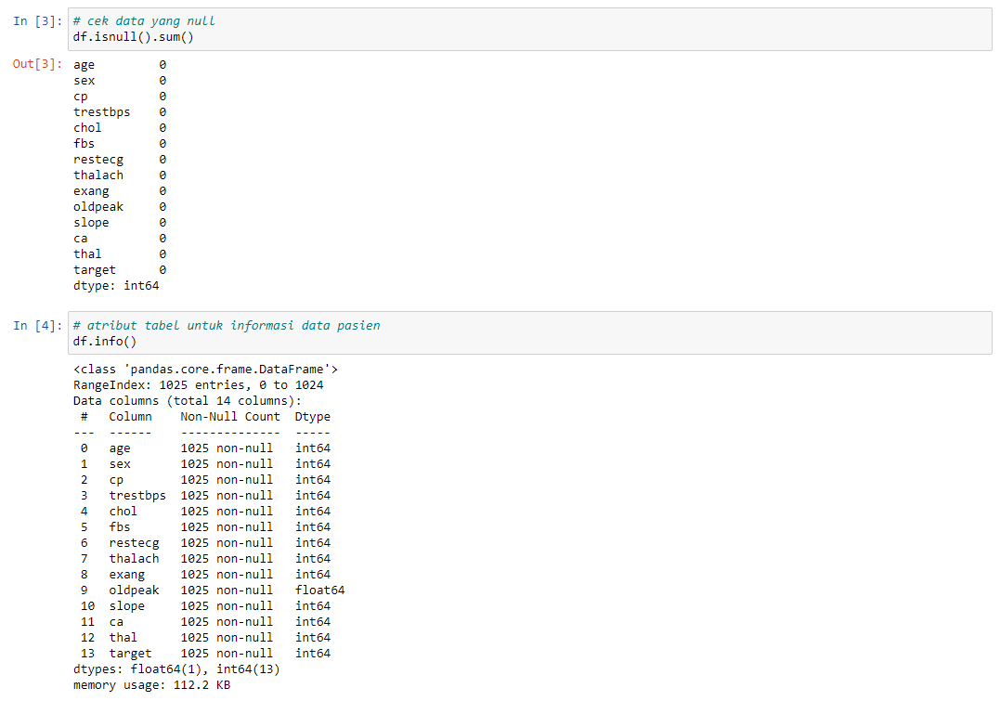 In [3]: # cek data yang null
df.isnull().sum()
Out[3]: age 0
sex 0
cp 0
trestbps 0
chol 0
fbs 0
restecg 0
thalach 0
exang 0
oldpeak 0
slope 0
ca 0
thal 0
target 0
dtype: int64
In [4]: # atribut tabel untuk informasi data pasien
df.info()
<class 'pandas.core.frame.DataFrame'>
RangeIndex: 1025 entries, 0 to 1024
Data columns (total 14 columns):
# Column Non-Null Count Dtype
--- ------ -------------- -----
0 age 1025 non-null int64
1 sex 1025 non-null int64
2 cp 1025 non-null int64
3 trestbps 1025 non-null int64
4 chol 1025 non-null int64
5 fbs 1025 non-null int64
6 restecg 1025 non-null int64
7 thalach 1025 non-null int64
8 exang 1025 non-null int64
9 oldpeak 1025 non-null float64
10 slope 1025 non-null int64
11 ca 1025 non-null int64
12 thal 1025 non-null int64
13 target 1025 non-null int64
dtypes: float64(1), int64(13)
memory usage: 112.2 KB